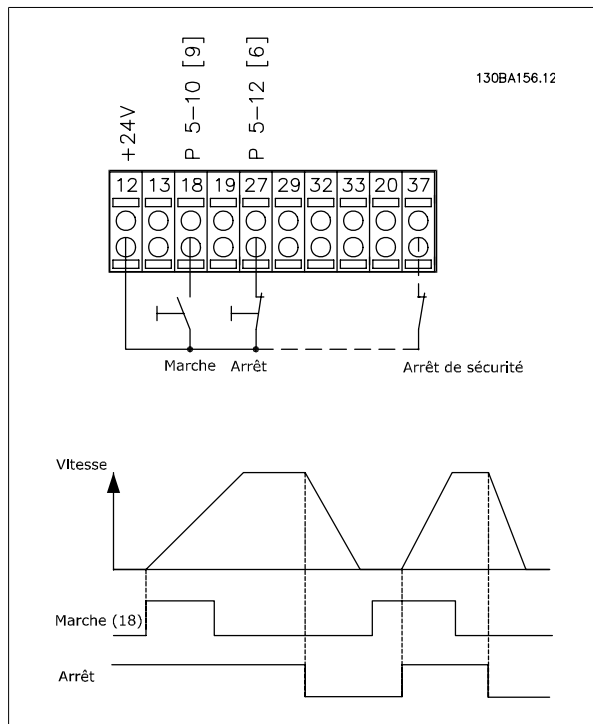 130BA156.12
+24V
P 5-10 [9]
P 5-12 [6]
12 13 18 19 27 29 32 33 20 37
Marche Arrêt Arrêt de sécurité
Vitesse
Marche (18)
Arrêt